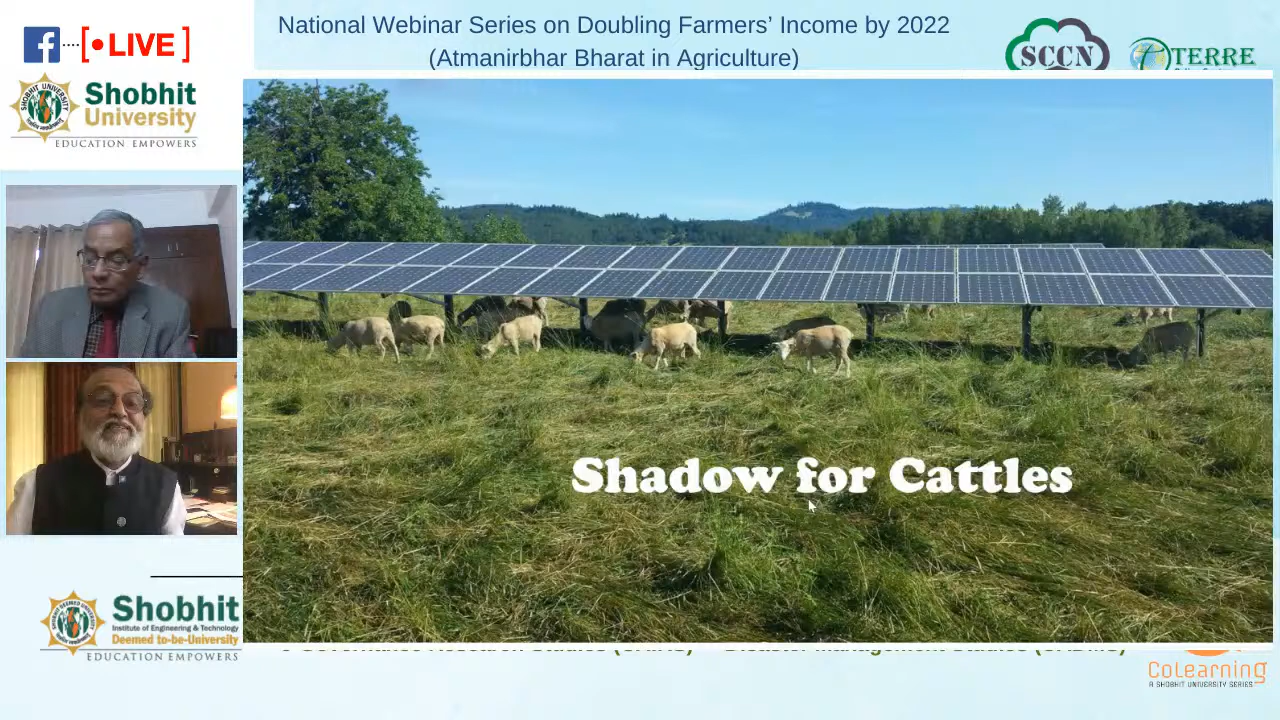 National Webinar Series on Doubling Farmers' Income by 2022
(Atmanirbhar Bharat in Agriculture)
LIVE
SCCN
TERRE
Shobhit
University
EDUCATION EMPOWERS
Shadow for Cattles
Shobhit
Institute of Engineering & Technology
Deemed to-be-University
EDUCATION EMPOWERS
CoLearning
A SHOBHIT UNIVERSITY SERIES